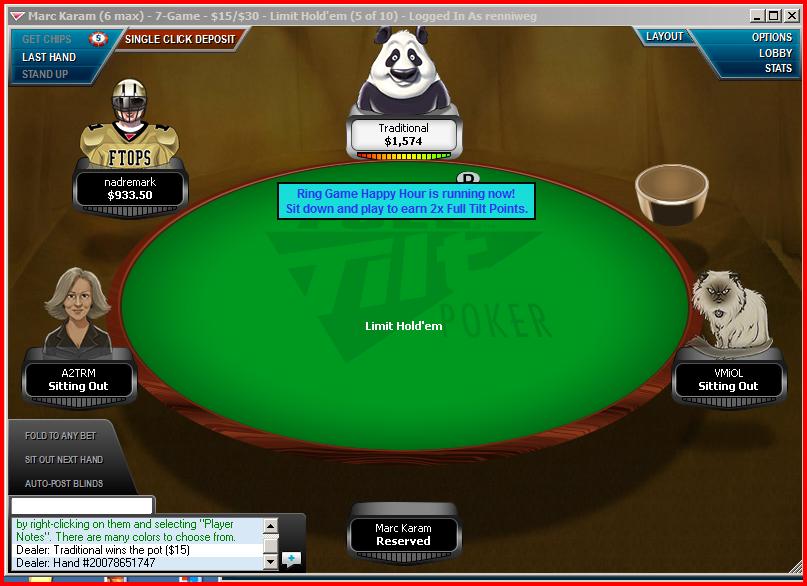 Marc Karam (6 max) - 7-Game - $15/$30 - Limit Hold'em (5 of 10) - Logged In As renniweg
GET CHIPS
5
SINGLE CLICK DEPOSIT
LAST HAND
STAND UP
LAYOUT
OPTIONS
LOBBY
STATS
Traditional
$1,574
FTOPS
nadremark
$933.50
D
Ring Game Happy Hour is running now!
Sit down and play to earn 2x Full Tilt Points.
TILT
POKER
Limit Hold'em
A2TRM
Sitting Out
VMiOL
Sitting Out
FOLD TO ANY BET
SIT OUT NEXT HAND
AUTO-POST BLINDS
by right-clicking on them and selecting "Player
Notes". There are many colors to choose from.
Dealer: Traditional wins the pot ($15)
Dealer: Hand #20078651747
Marc Karam
Reserved